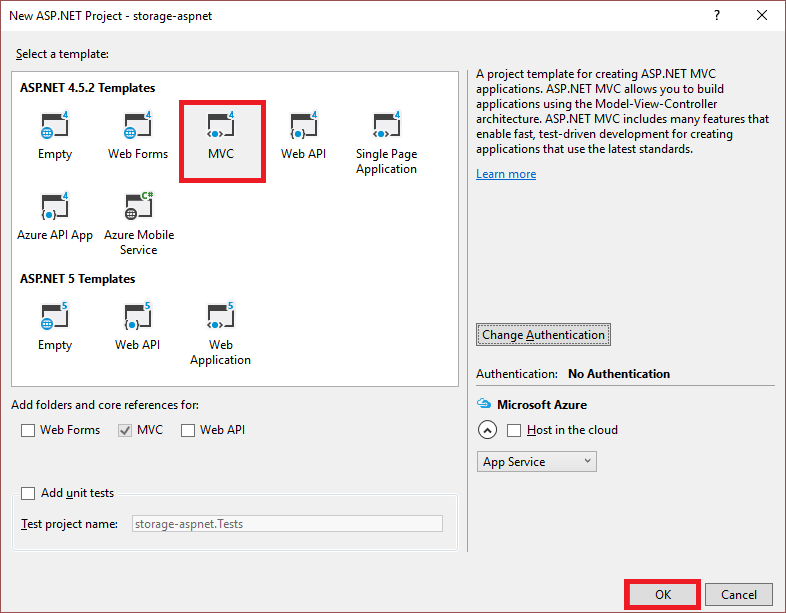 New ASP.NET Project - storage-aspnet
?
Select a template:
ASP.NET 4.5.2 Templates
4 4 4 4 4
Empty Web Forms MVC Web API Single Page
Application
4 C#
Azure API App Azure Mobile
Service
ASP.NET 5 Templates
5 5 5
Empty Web API Web
Application
A project template for creating ASP.NET MVC
applications. ASP.NET MVC allows you to build
applications using the Model-View-Controller
architecture. ASP.NET MVC includes many features that
enable fast, test-driven development for creating
applications that use the latest standards.
Learn more
Change Authentication
Authentication: No Authentication
Microsoft Azure
Host in the cloud
App Service
Add folders and core references for:
Web Forms MVC Web API
Add unit tests
Test project name: storage-aspnet.Tests
OK Cancel